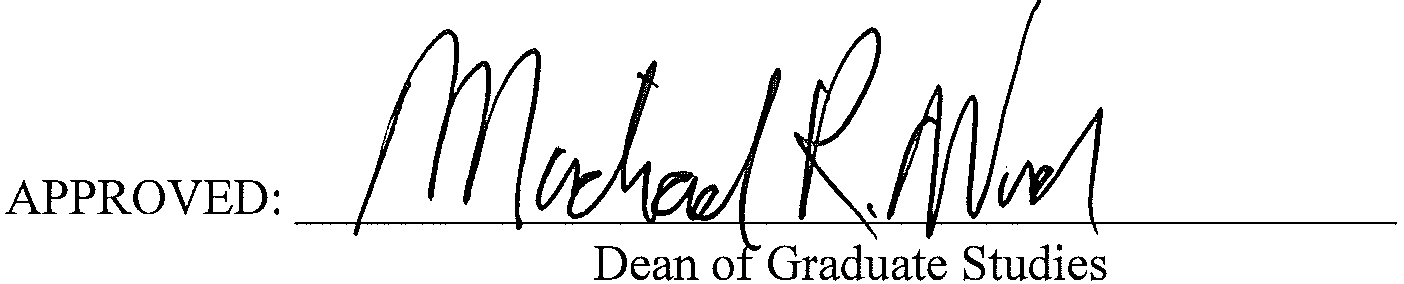 APPROVED: Michael R.
Dean of Graduate Studies